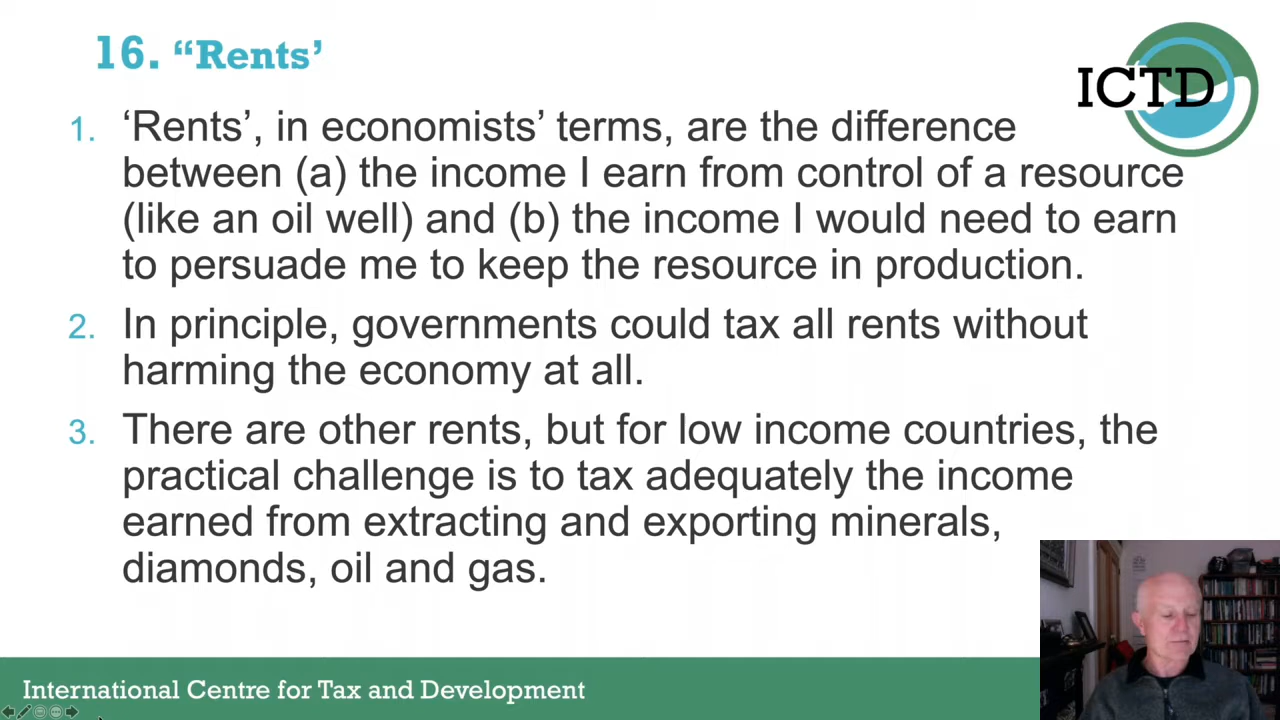 16. “Rents’
ICTD
1. ‘Rents’, in economists’ terms, are the difference
between (a) the income I earn from control of a resource
(like an oil well) and (b) the income I would need to earn
to persuade me to keep the resource in production.
2. In principle, governments could tax all rents without
harming the economy at all.
3. There are other rents, but for low income countries, the
practical challenge is to tax adequately the income
earned from extracting and exporting minerals,
diamonds, oil and gas.
International Centre for Tax and Development